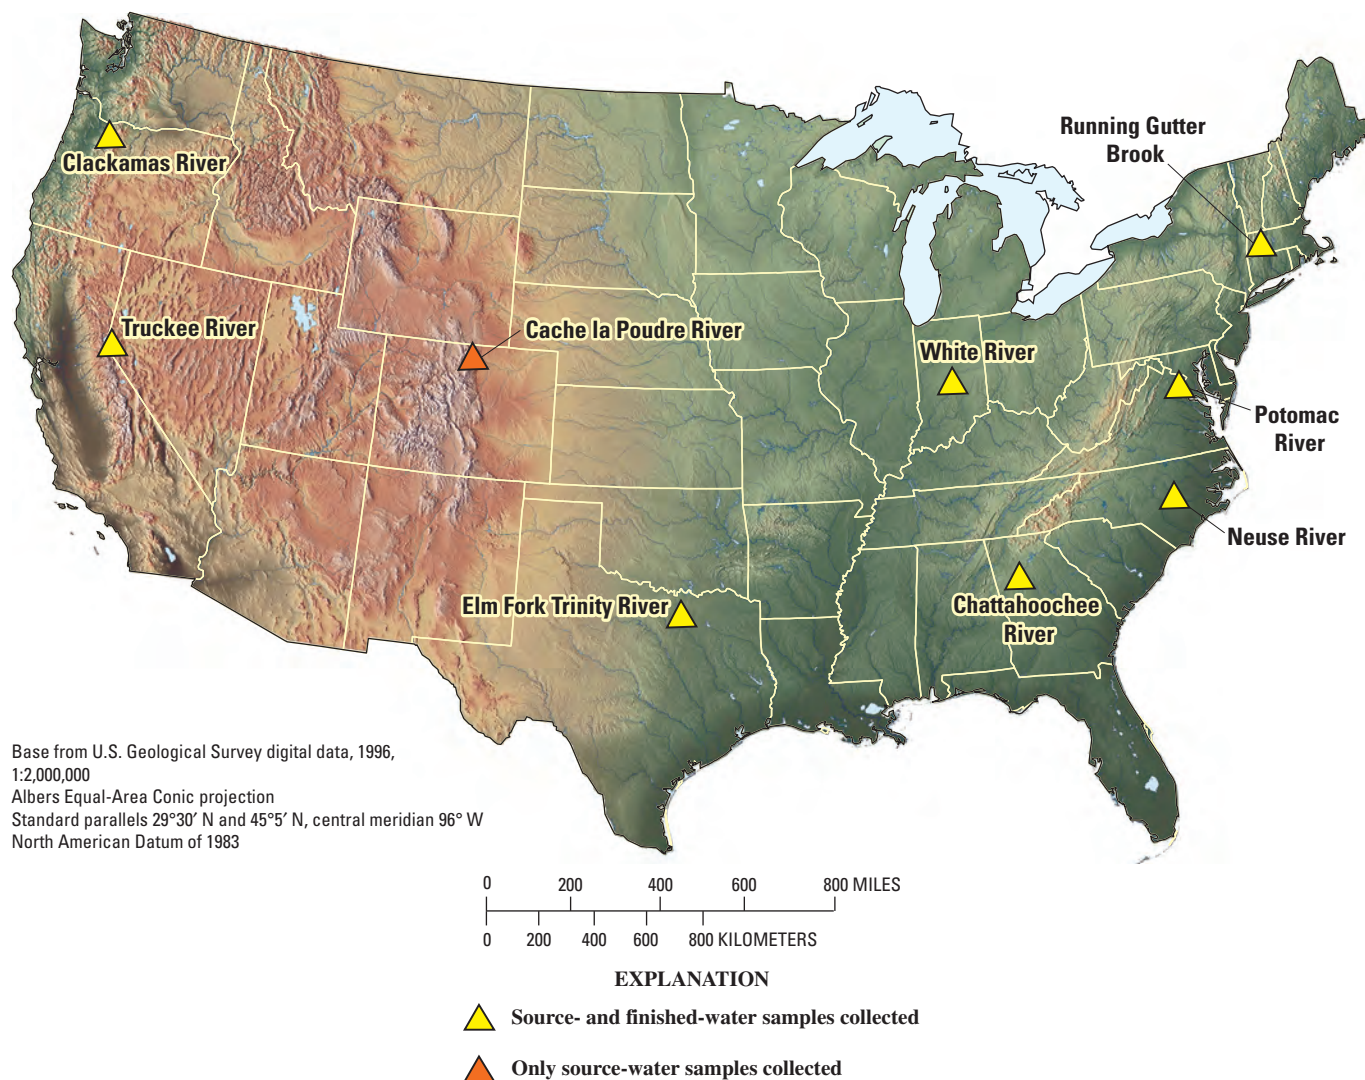 Running Gutter
Brook
Clackamas River
Truckee River
Cache la Poudre River
White River
Potomac
River
Neuse River
Elm Fork Trinity River
Chattahoochee
River
Base from U.S. Geological Survey digital data, 1996,
1:2,000,000
Albers Equal-Area Conic projection
Standard parallels 29°30′ N and 45°5′ N, central meridian 96° W
North American Datum of 1983
0 200 400 600 800 MILES
0 200 400 600 800 KILOMETERS
EXPLANATION
Source- and finished-water samples collected
Only source-water samples collected